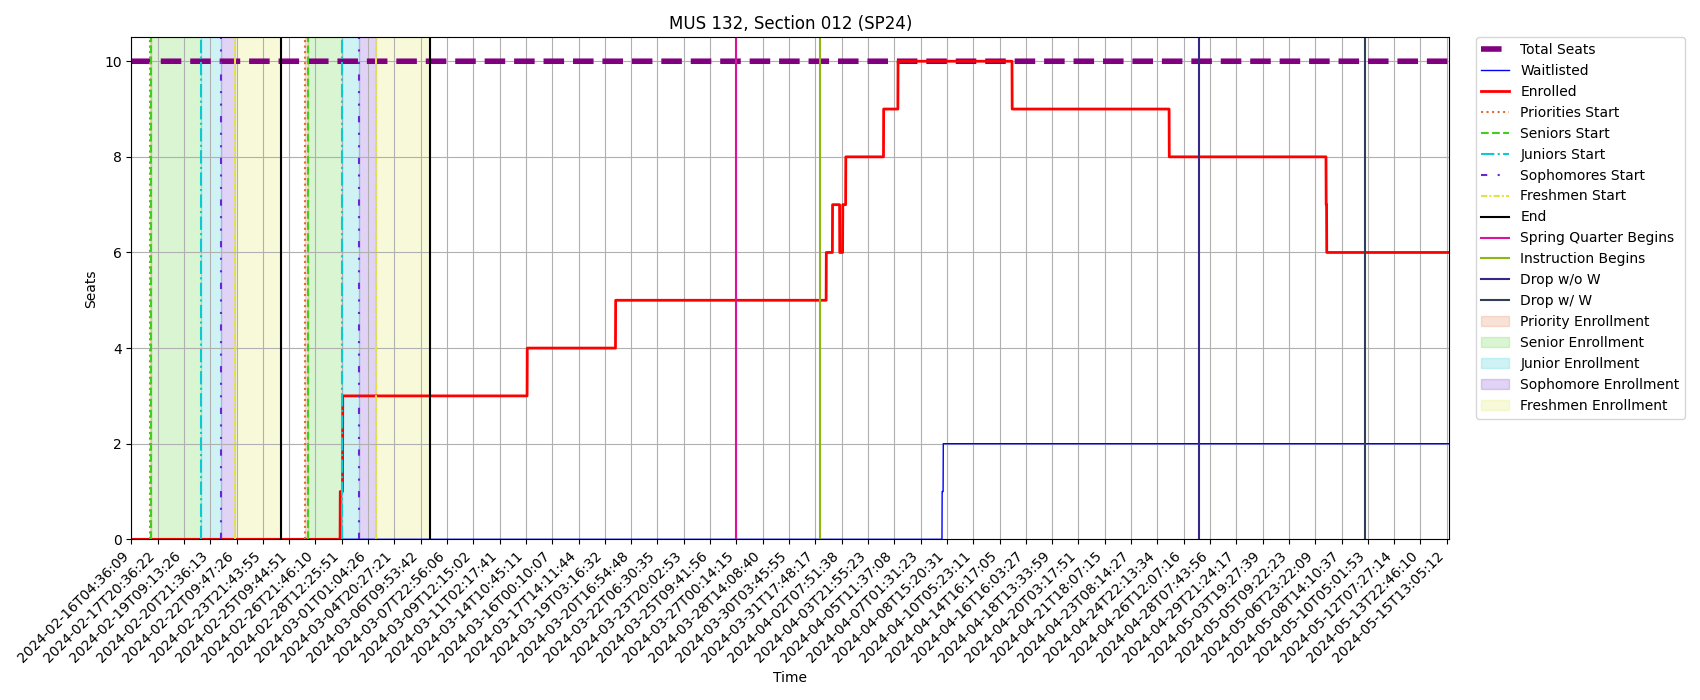 MUS 132, Section 012 (SP24)
10
8
6
4
2
0
Seats
2024-02-16T04:36:09
2024-02-17T20:36:22
2024-02-19T09:13:26
2024-02-20T21:36:13
2024-02-22T09:47:26
2024-02-23T21:43:55
2024-02-25T09:44:51
2024-02-26T21:46:10
2024-02-28T12:25:51
2024-03-01T01:04:26
2024-03-04T20:27:21
2024-03-06T09:53:42
2024-03-07T22:56:06
2024-03-09T12:15:02
2024-03-11T02:17:41
2024-03-14T10:45:11
2024-03-16T00:10:07
2024-03-17T14:11:44
2024-03-19T03:16:32
2024-03-20T16:54:48
2024-03-22T06:30:35
2024-03-23T20:02:53
2024-03-25T09:41:56
2024-03-27T00:14:15
2024-03-28T14:08:40
2024-03-30T03:45:55
2024-03-31T17:48:17
2024-04-02T07:51:38
2024-04-03T21:55:23
2024-04-05T11:37:08
2024-04-07T01:31:23
2024-04-08T15:20:31
2024-04-10T05:23:11
2024-04-14T16:17:05
2024-04-16T16:03:27
2024-04-18T13:33:59
2024-04-20T03:17:51
2024-04-21T18:07:15
2024-04-23T08:14:27
2024-04-24T22:13:34
2024-04-26T12:07:16
2024-04-28T07:43:56
2024-04-29T21:24:17
2024-05-03T19:27:39
2024-05-05T09:22:23
2024-05-06T23:22:09
2024-05-08T14:10:37
2024-05-10T05:01:53
2024-05-12T07:27:14
2024-05-13T22:46:10
2024-05-15T13:05:12
Time
Total Seats
Waitlisted
Enrolled
Priorities Start
Seniors Start
Juniors Start
Sophomores Start
Freshmen Start
End
Spring Quarter Begins
Instruction Begins
Drop w/o W
Drop w/ W
Priority Enrollment
Senior Enrollment
Junior Enrollment
Sophomore Enrollment
Freshmen Enrollment